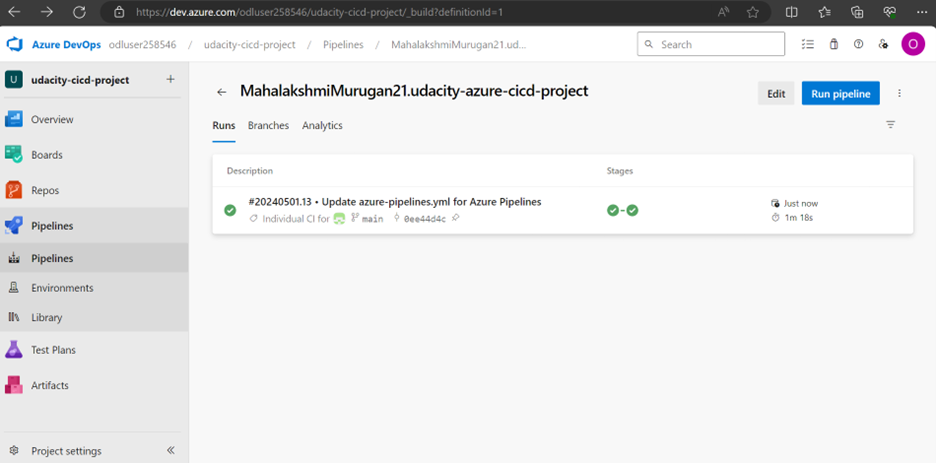 https://dev.azure.com/odluser258546/udacity-cicd-project/_build?definitionId=1
Azure DevOps odluser258546 / udacity-cicd-project / Pipelines / MahalakshmiMurugan21.ud... Search O
U udacity-cicd-project +
Overview
Boards
Repos
Pipelines
Pipelines
Environments
Library
Test Plans
Artifacts
Project settings
MahalakshmiMurugan21.udacity-azure-cicd-project Edit Run pipeline
Runs Branches Analytics
Description Stages
#20240501.13 • Update azure-pipelines.yml for Azure Pipelines
Just now
Individual CI for main 0ee44d4c
1m 18s